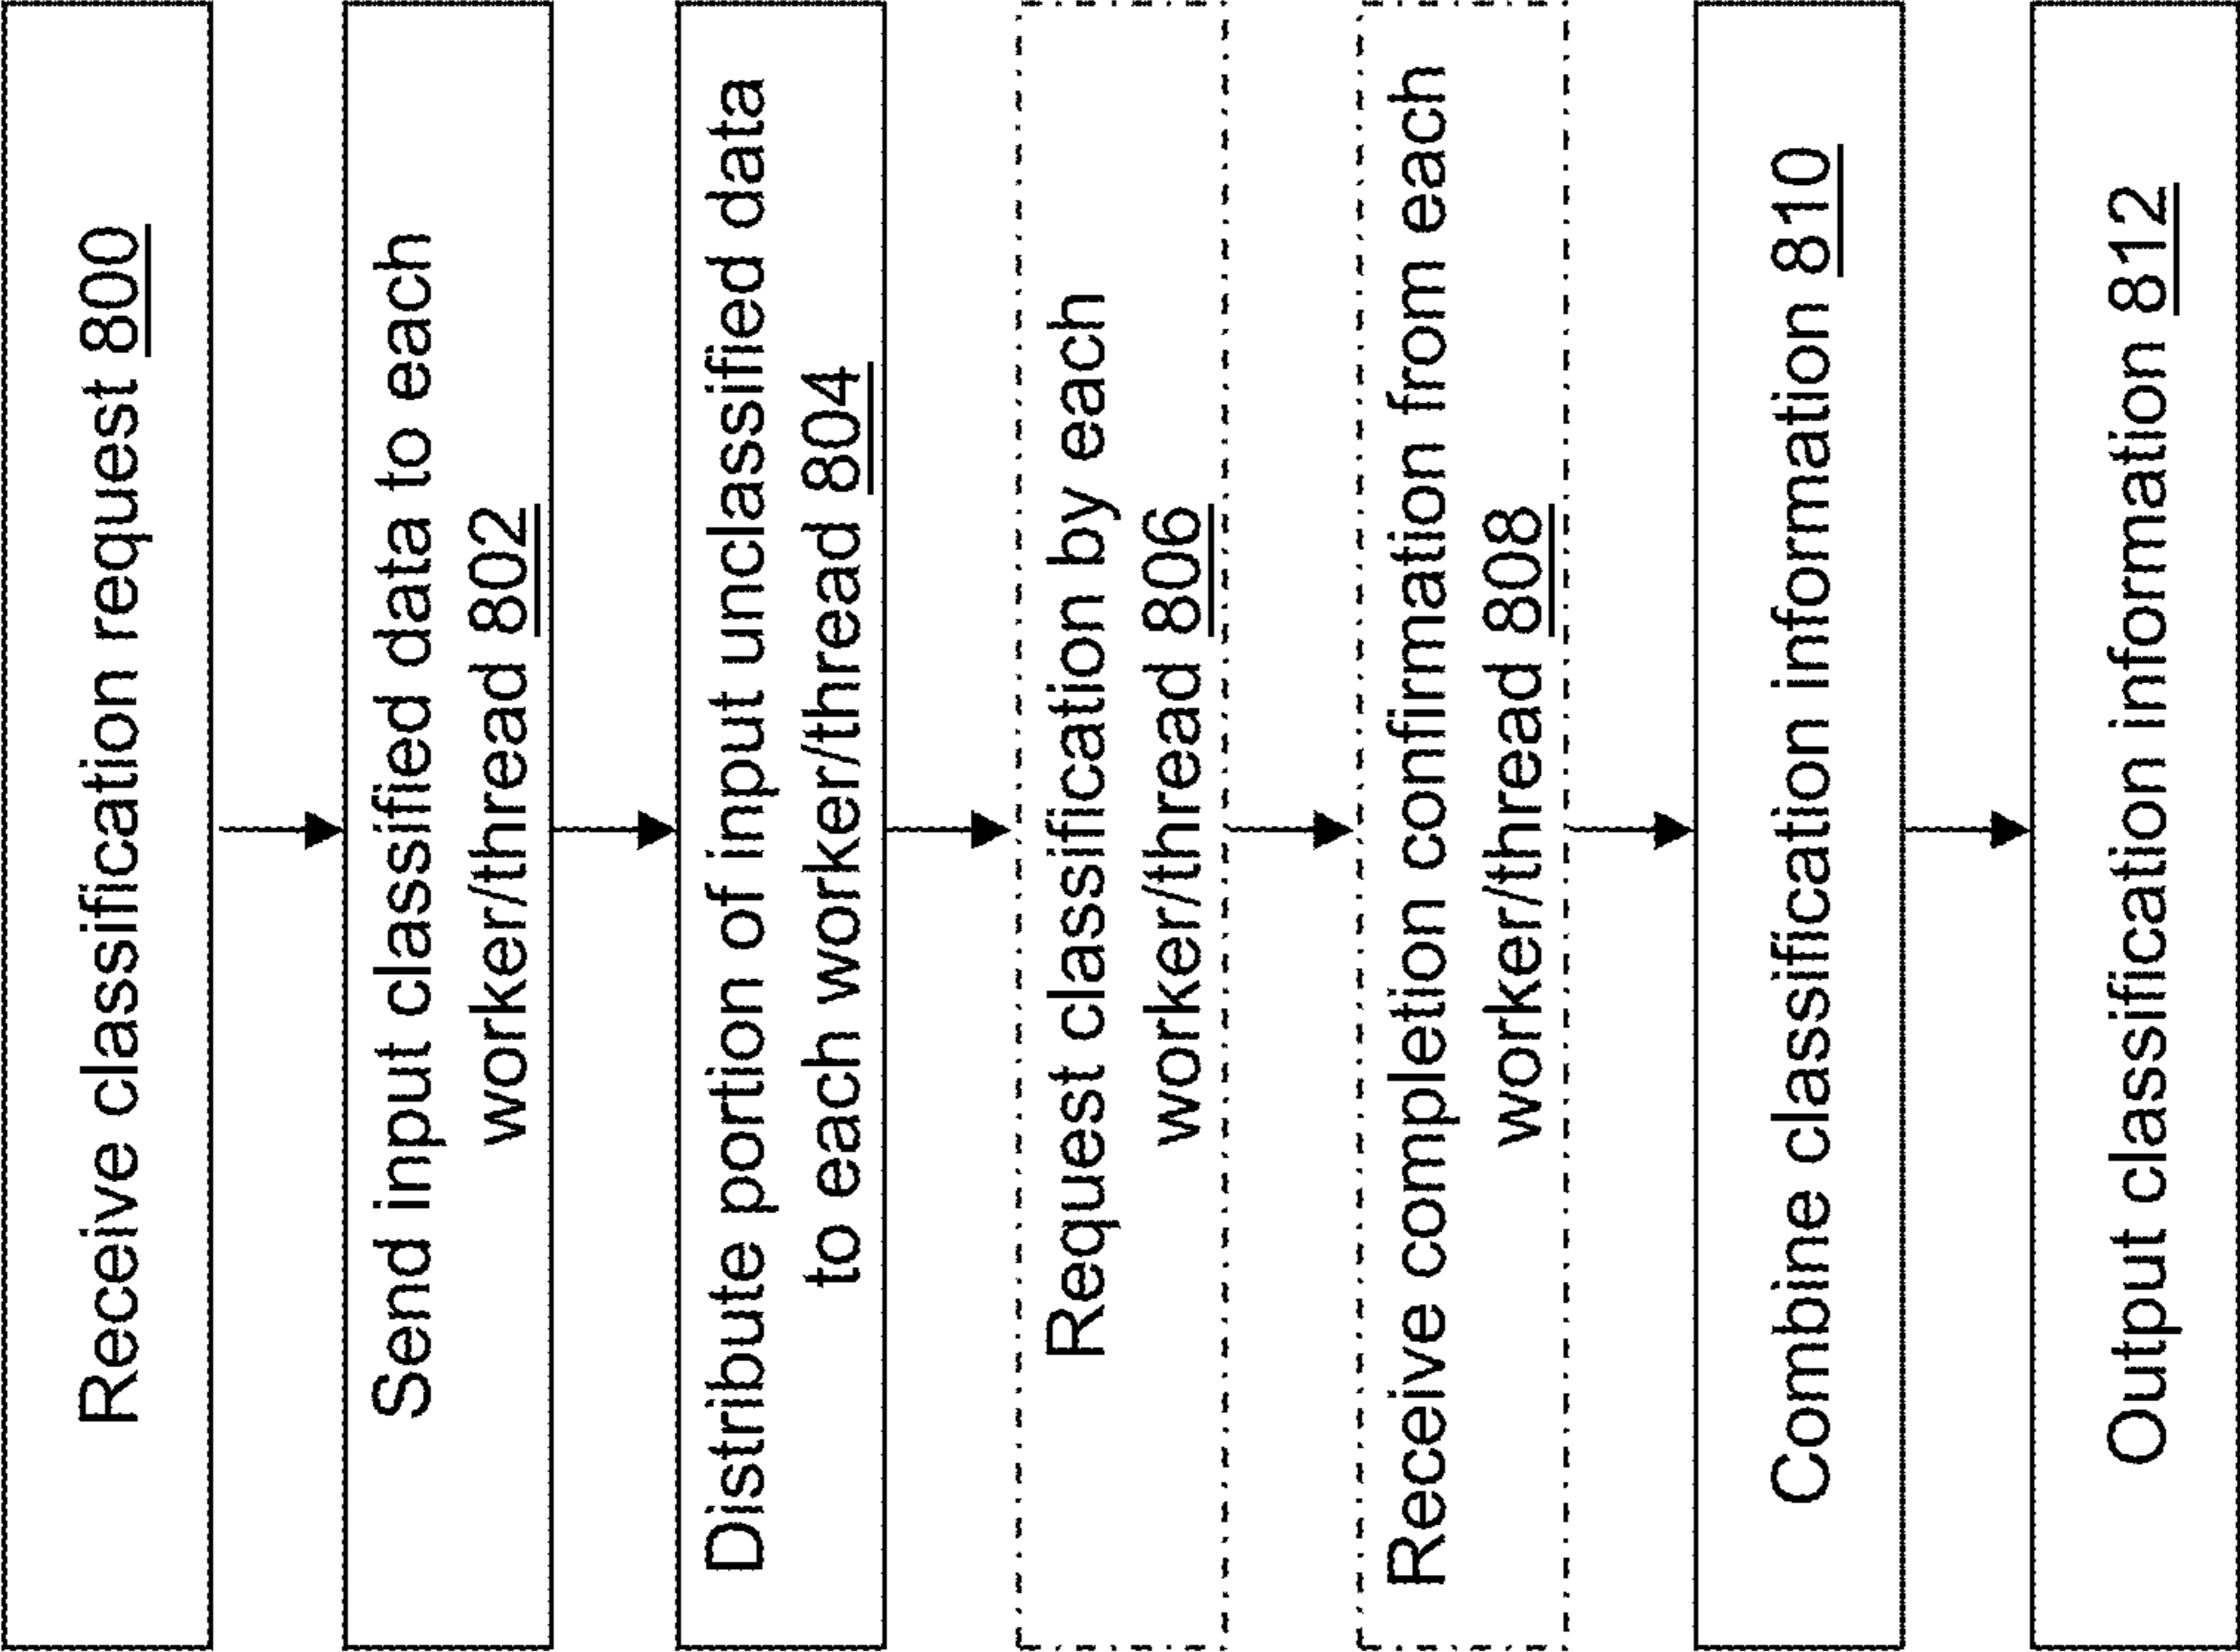 Receive classification request 800
Send input classified data to each
worker/thread 802
Distribute portion of input unclassified data
to each worker/thread 804
Request classification by each
worker/thread 806
Receive completion confirmation from each
worker/thread 808
Combine classification information 810
Output classification information 812